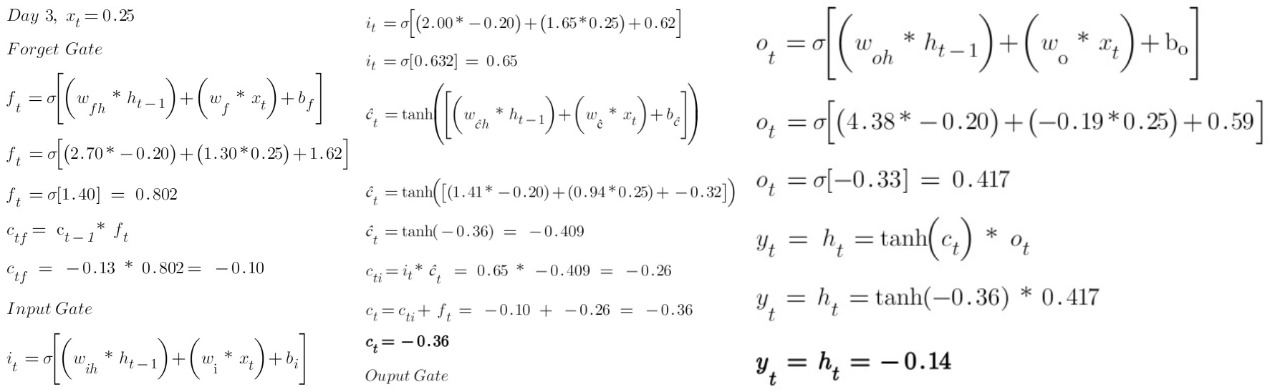 Day 3, x_t = 0.25
Forget Gate
f_t = σ[(w_fh * h_t−1) + (w_f * x_t) + b_f]
f_t = σ[(2.70 * −0.20) + (1.30 * 0.25) + 1.62]
f_t = σ[1.40] = 0.802
c_tf = c_t−1 * f_t
c_tf = −0.13 * 0.802 = −0.10
Input Gate
i_t = σ[(w_ih * h_t−1) + (w_i * x_t) + b_i]
i_t = σ[(2.00 * −0.20) + (1.65 * 0.25) + 0.62]
i_t = σ[0.632] = 0.65
ĉ_t = tanh([(w_ĉh * h_t−1) + (w_ĉ * x_t) + b_ĉ])
ĉ_t = tanh([(1.41 * −0.20) + (0.94 * 0.25) + −0.32])
ĉ_t = tanh(−0.36) = −0.409
c_ti = i_t * ĉ_t = 0.65 * −0.409 = −0.26
c_t = c_ti + f_t = −0.10 + −0.26 = −0.36
c_t = −0.36
Ouput Gate
o_t = σ[(w_oh * h_t−1) + (w_o * x_t) + b_o]
o_t = σ[(4.38 * −0.20) + (−0.19 * 0.25) + 0.59]
o_t = σ[−0.33] = 0.417
y_t = h_t = tanh(c_t) * o_t
y_t = h_t = tanh(−0.36) * 0.417
y_t = h_t = −0.14